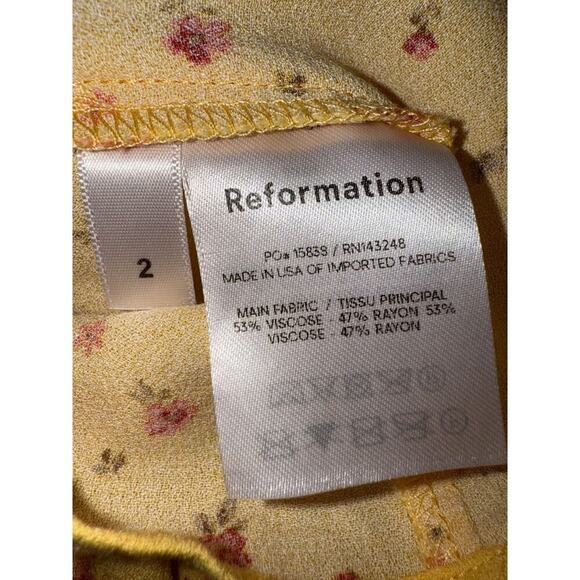 2
Reformation
PO# 15838 / RN143248
MADE IN USA OF IMPORTED FABRICS
MAIN FABRIC / TISSU PRINCIPAL
53% VISCOSE - 47% RAYON 53%
VISCOSE - 47% RAYON